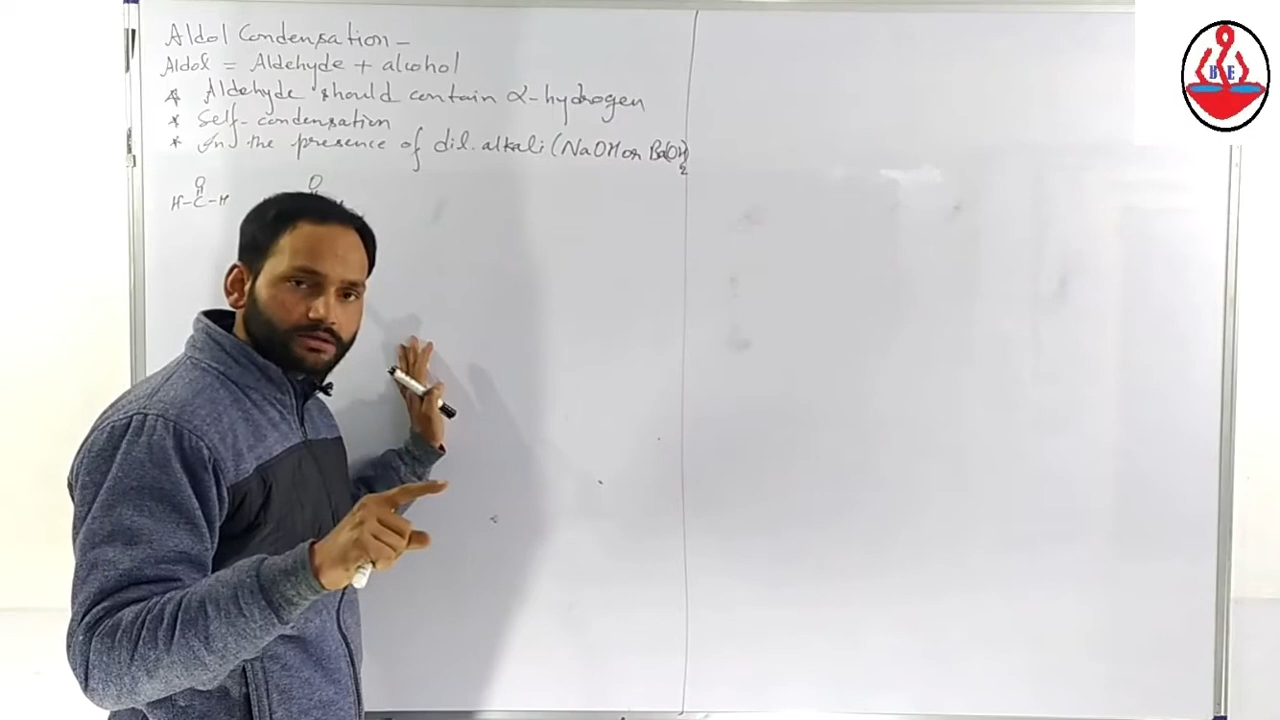 Aldol Condensation -
Aldol = Aldehyde + alcohol
* Aldehyde should contain α-hydrogen
* Self-condensation
* In the presence of dil. alkali (NaOH or Ba(OH)2
O O
H-C-H
B E